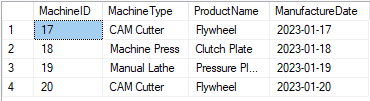 MachineID MachineType ProductName ManufactureDate
1 17 CAM Cutter Flywheel 2023-01-17
2 18 Machine Press Clutch Plate 2023-01-18
3 19 Manual Lathe Pressure Pl... 2023-01-19
4 20 CAM Cutter Flywheel 2023-01-20